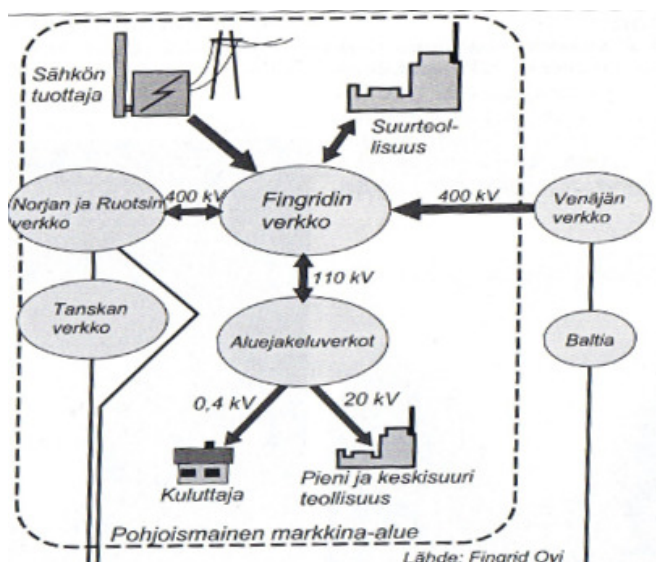 Sähkön
tuottaja
Suurteol-
lisuus
Norjan ja Ruotsin
verkko
400 kV
Fingridin
verkko
400 kV
Venäjän
verkko
110 kV
Tanskan
verkko
Aluejakeluverkot
Baltia
0,4 kV
20 kV
Kuluttaja
Pieni ja keskisuuri
teollisuus
Pohjoismainen markkina-alue
Lähde: Fingrid Oyj